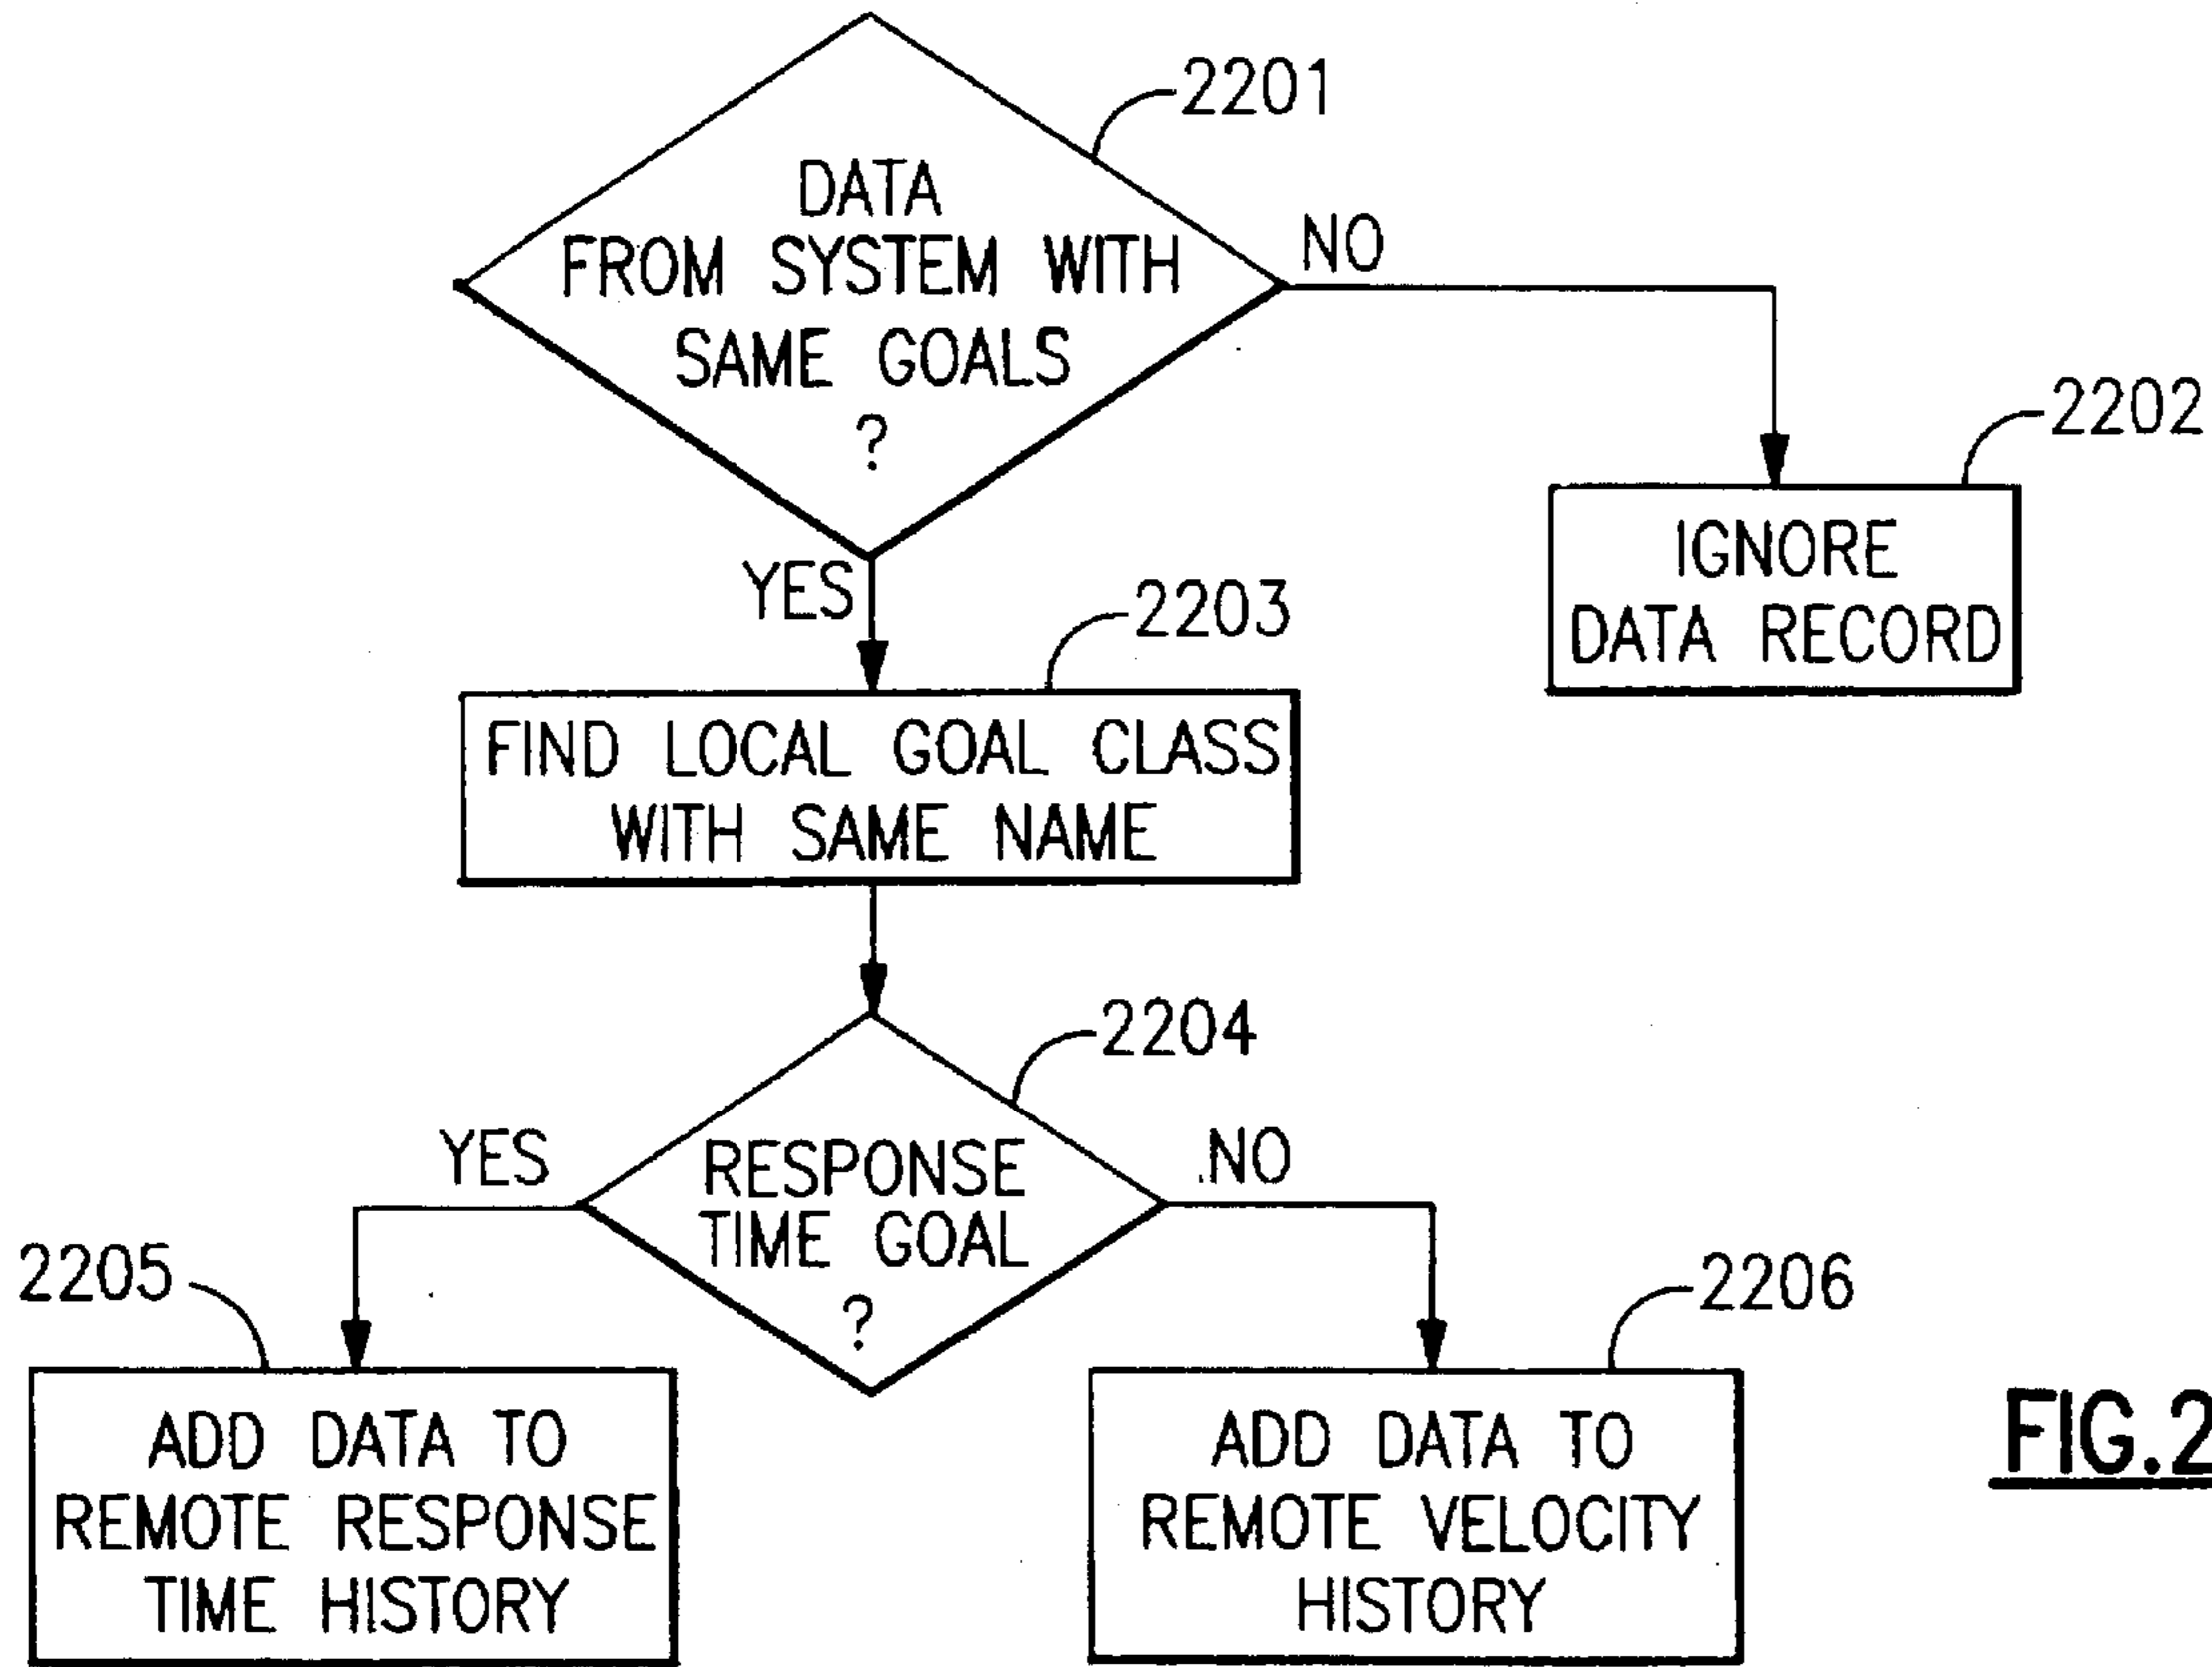 2201
DATA
FROM SYSTEM WITH
SAME GOALS
?
NO
YES
2202
IGNORE
DATA RECORD
2203
FIND LOCAL GOAL CLASS
WITH SAME NAME
2204
RESPONSE
TIME GOAL
?
YES
NO
2205
ADD DATA TO
REMOTE RESPONSE
TIME HISTORY
2206
ADD DATA TO
REMOTE VELOCITY
HISTORY
FIG.2